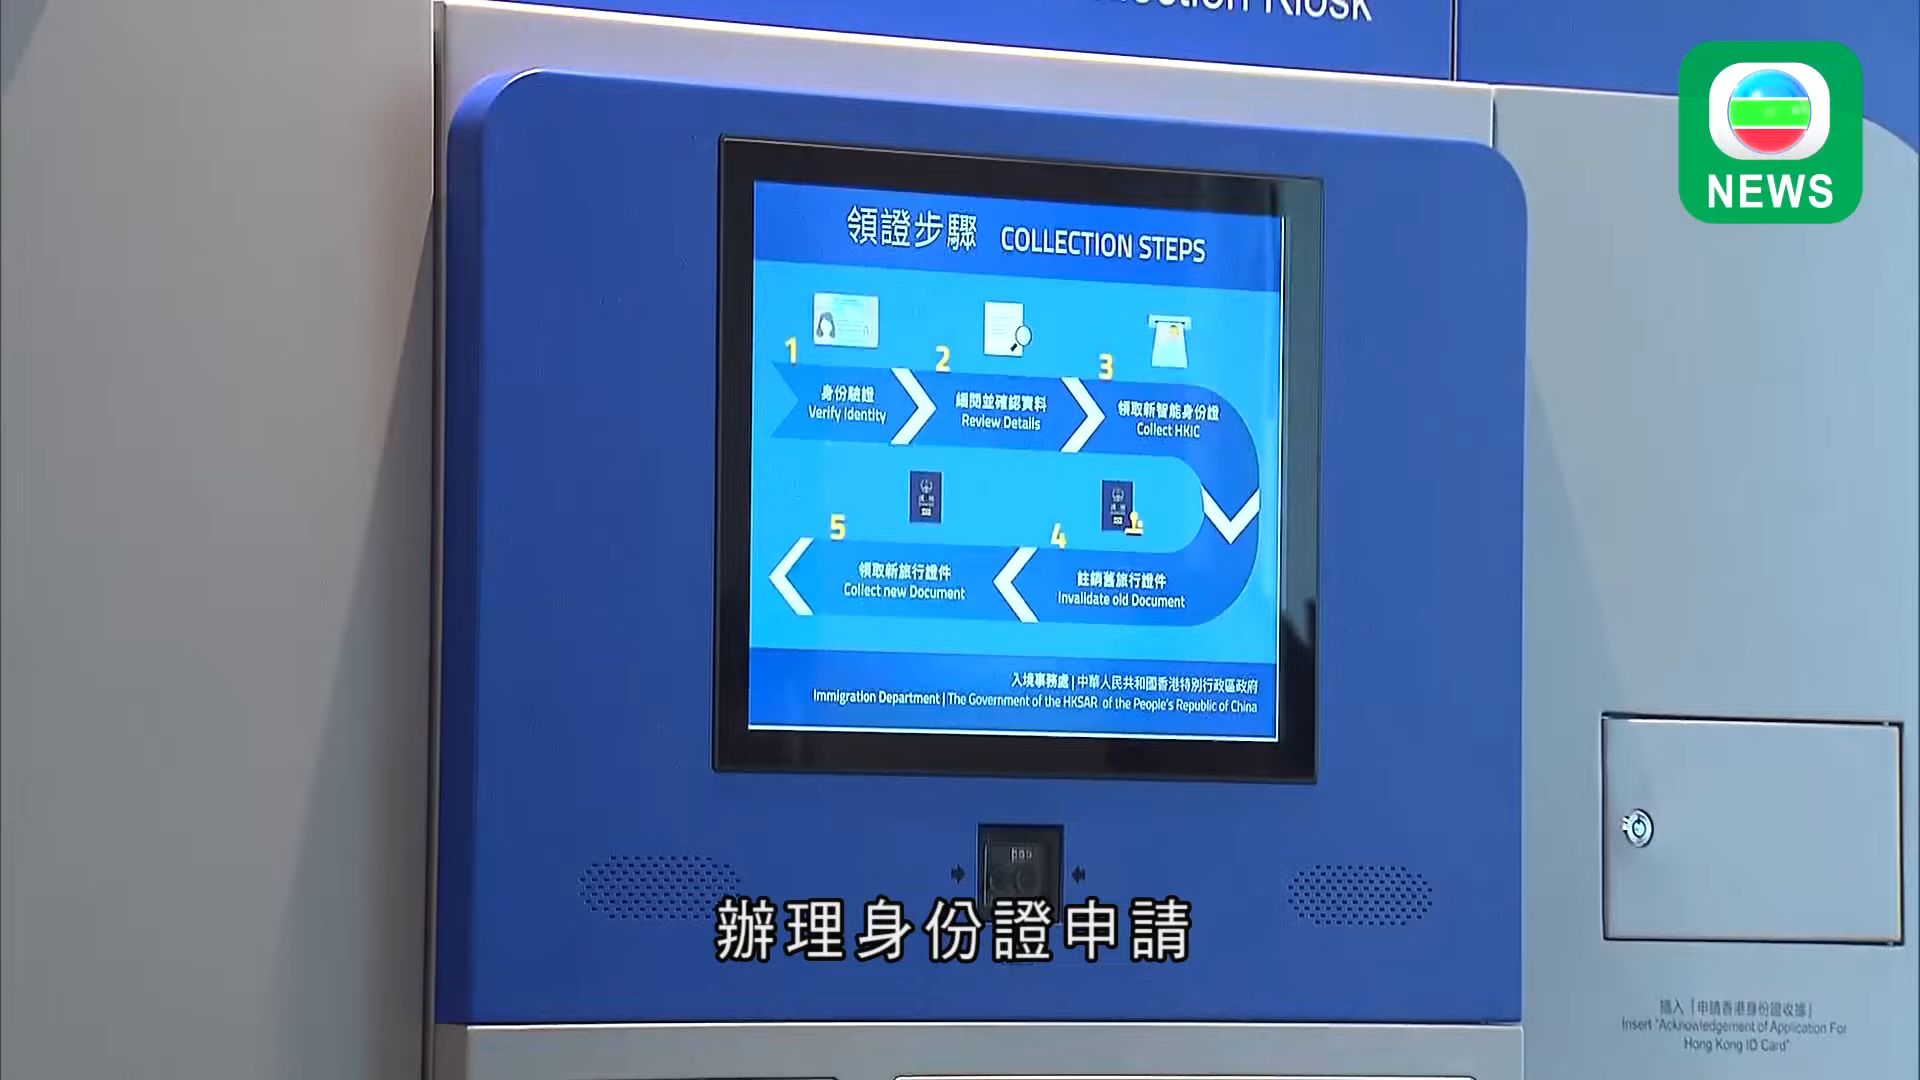 Kiosk
NEWS
領證步驟 COLLECTION STEPS
1
身份驗證
Verify Identity
2
細閱並確認資料
Review Details
3
領取新智能身份證
Collect HKIC
4
註銷舊旅行證件
Invalidate old Document
5
領取新旅行證件
Collect new Document
入境事務處 | 中華人民共和國香港特別行政區政府
Immigration Department | The Government of the HKSAR of the People's Republic of China
辦理身份證申請
插入「申請香港身份證收據」
Insert "Acknowledgement of Application For
Hong Kong ID Card"